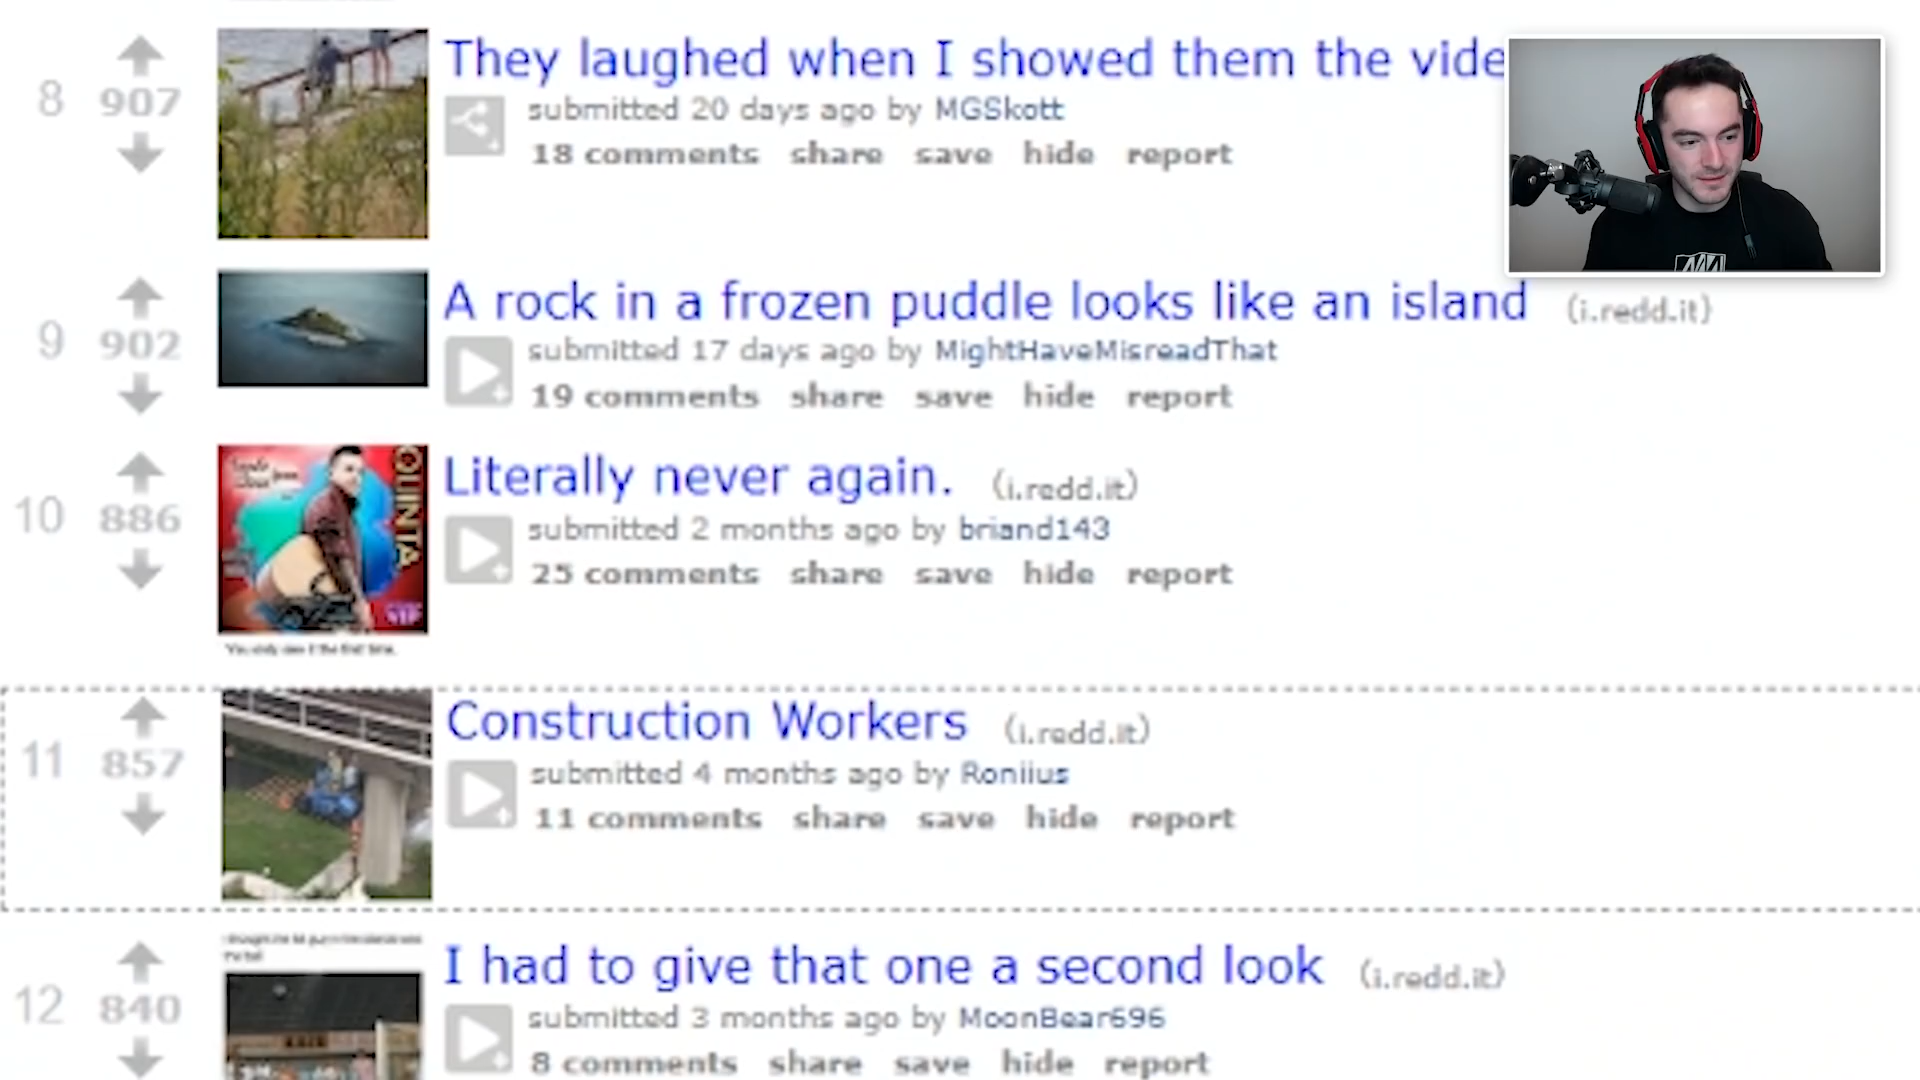 They laughed when I showed them the vide
8
907
submitted 20 days ago by MGSkott
18 comments share save hide report
A rock in a frozen puddle looks like an island (i.redd.it)
9
902
submitted 17 days ago by MightHaveMisreadThat
19 comments share save hide report
QUINTA
VIP
Literally never again. (i.redd.it)
10
886
submitted 2 months ago by briand143
25 comments share save hide report
Construction Workers (i.redd.it)
11
857
submitted 4 months ago by Roniius
11 comments share save hide report
I had to give that one a second look (i.redd.it)
12
840
submitted 3 months ago by MoonBear696
8 comments share save hide report